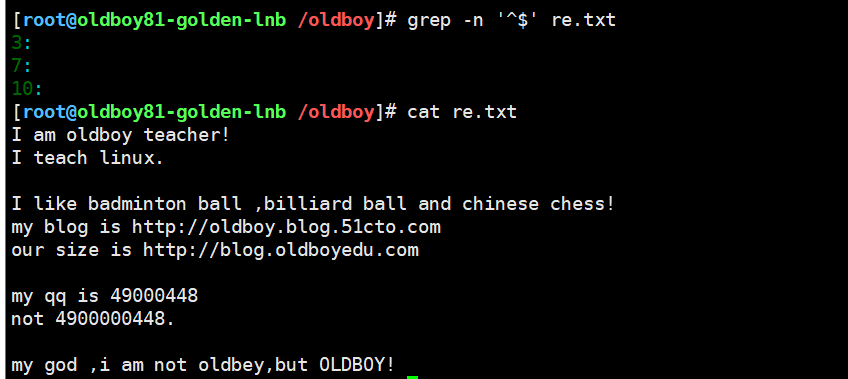 [root@oldboy81-golden-lnb /oldboy]# grep -n '^$' re.txt
3:
7:
10:
[root@oldboy81-golden-lnb /oldboy]# cat re.txt
I am oldboy teacher!
I teach linux.
I like badminton ball ,billiard ball and chinese chess!
my blog is http://oldboy.blog.51cto.com
our size is http://blog.oldboyedu.com
my qq is 49000448
not 4900000448.
my god ,i am not oldbey,but OLDBOY!